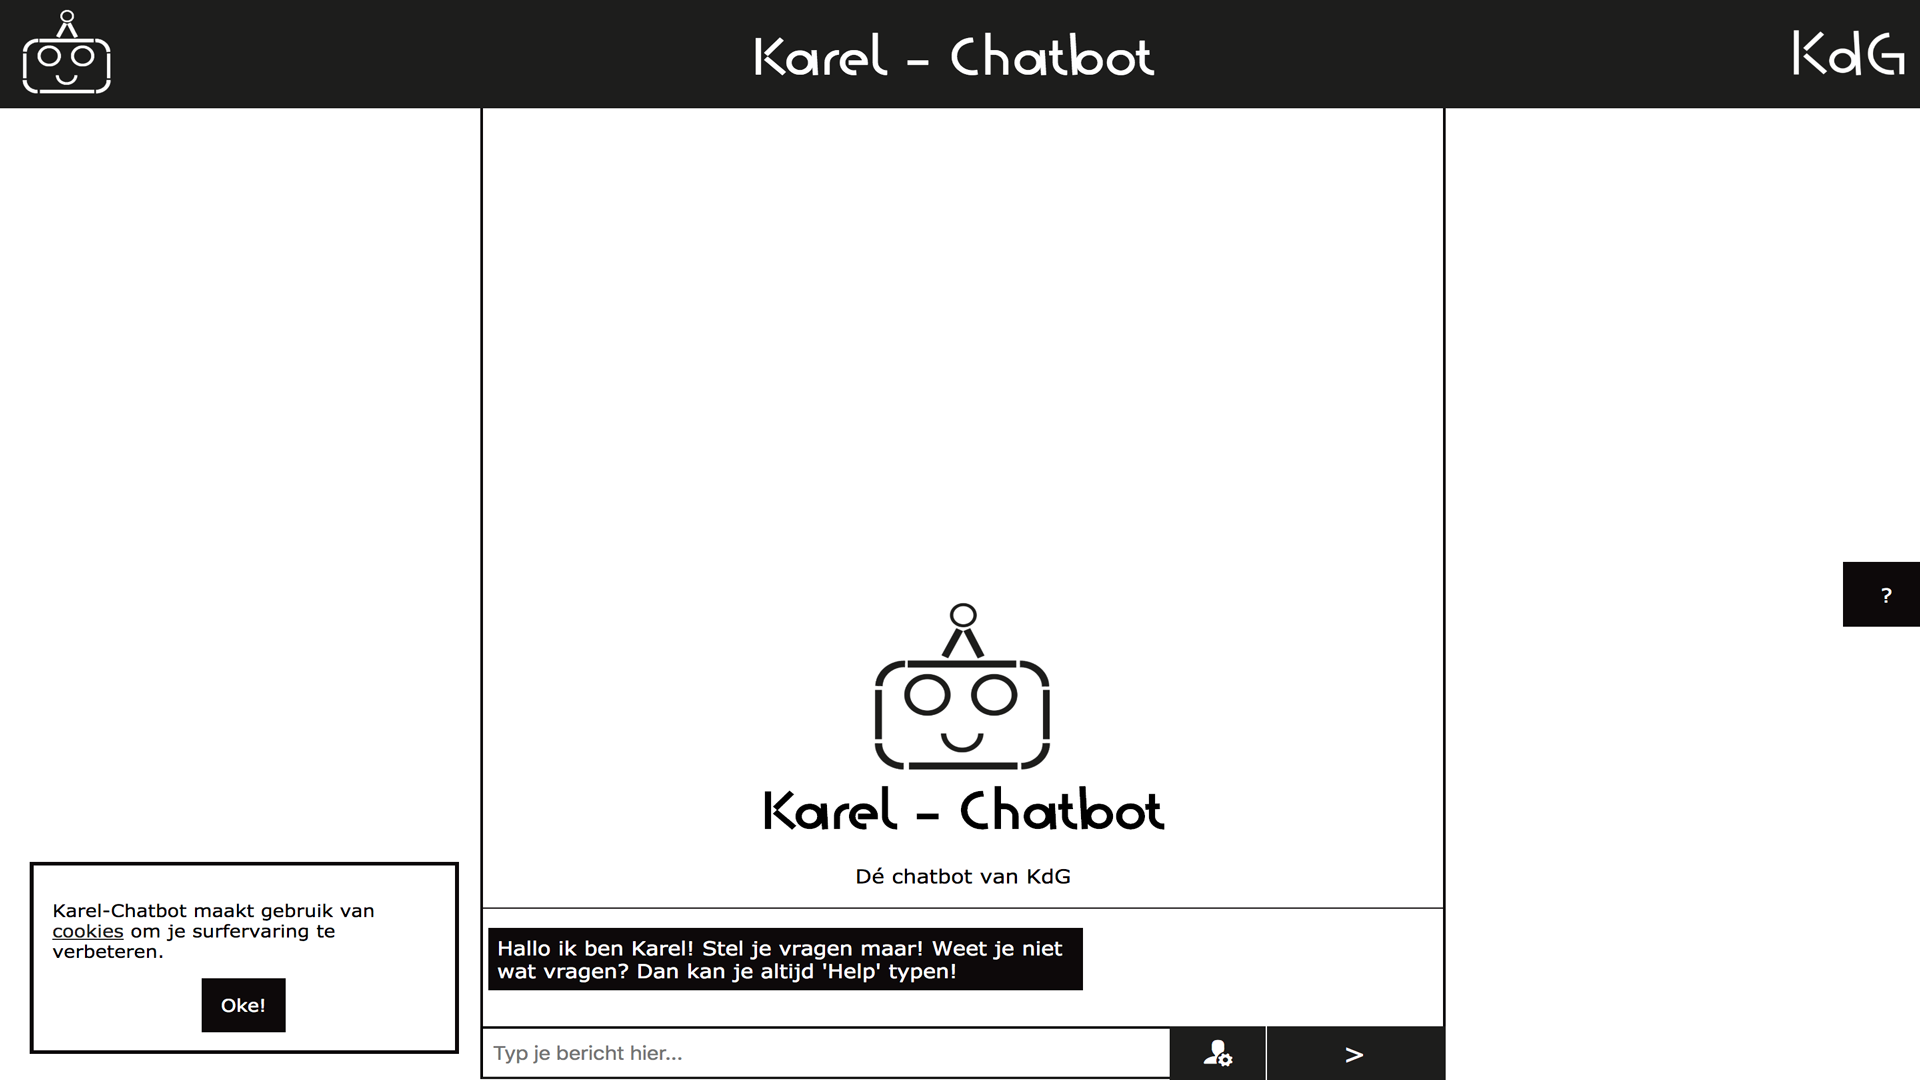 Karel - Chatbot
KdG
?
Karel - Chatbot
Dé chatbot van KdG
Hallo ik ben Karel! Stel je vragen maar! Weet je niet
wat vragen? Dan kan je altijd 'Help' typen!
Karel-Chatbot maakt gebruik van
cookies om je surfervaring te
verbeteren.
Oke!
Typ je bericht hier...
>